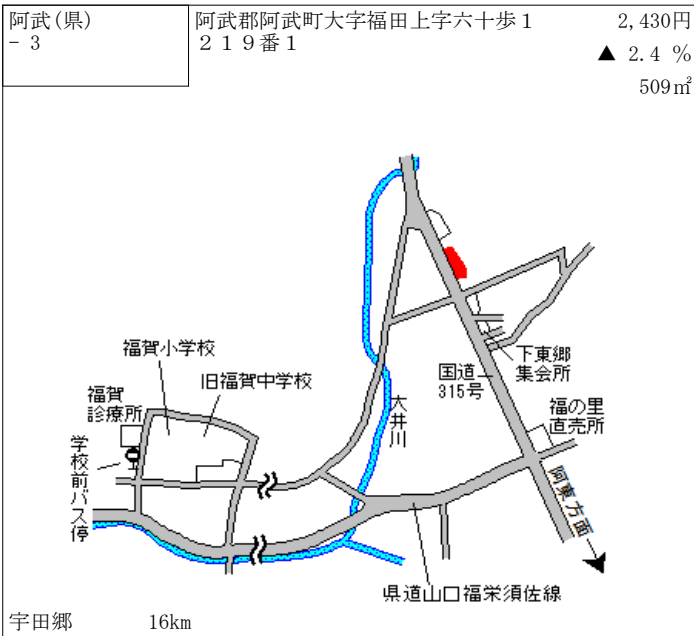 阿武(県)
- 3
阿武郡阿武町大字福田上字六十歩1
219番1
2,430円
▲ 2.4 %
509㎡
福賀小学校
旧福賀中学校
福賀
診療所
学校前バス停
大井川
国道
315号
下東郷
集会所
福の里
直売所
阿東方面
県道山口福栄須佐線
宇田郷 16km